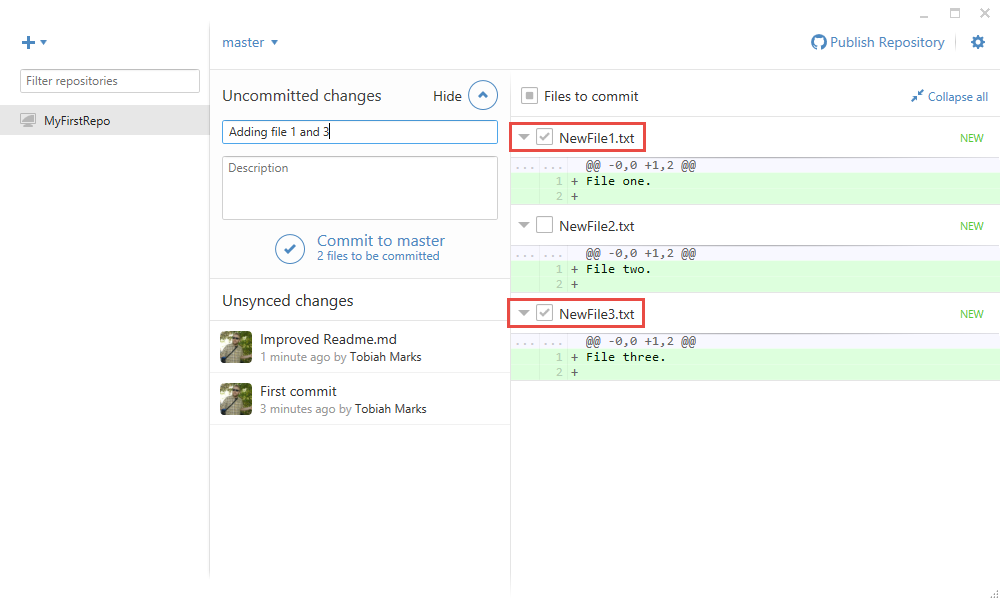 master
Publish Repository
Filter repositories
MyFirstRepo
Uncommitted changes
Hide
Adding file 1 and 3
Description
Commit to master
2 files to be committed
Unsynced changes
Improved Readme.md
1 minute ago by Tobiah Marks
First commit
3 minutes ago by Tobiah Marks
Files to commit
Collapse all
NewFile1.txt
NEW
... ... @@ -0,0 +1,2 @@
1 + File one.
2 +
NewFile2.txt
NEW
... ... @@ -0,0 +1,2 @@
1 + File two.
2 +
NewFile3.txt
NEW
... ... @@ -0,0 +1,2 @@
1 + File three.
2 +